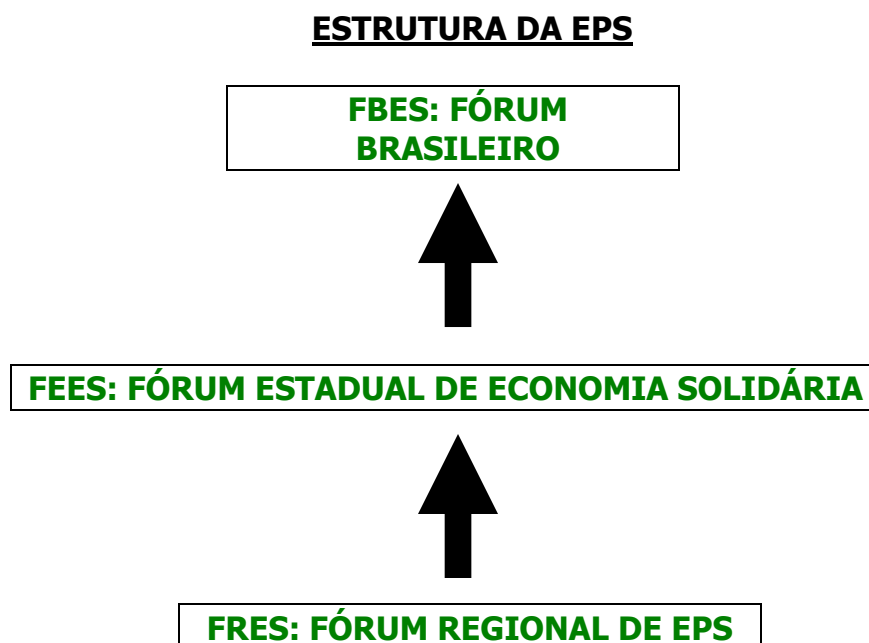 ESTRUTURA DA EPS
FBES: FÓRUM
BRASILEIRO
FEES: FÓRUM ESTADUAL DE ECONOMIA SOLIDÁRIA
FRES: FÓRUM REGIONAL DE EPS